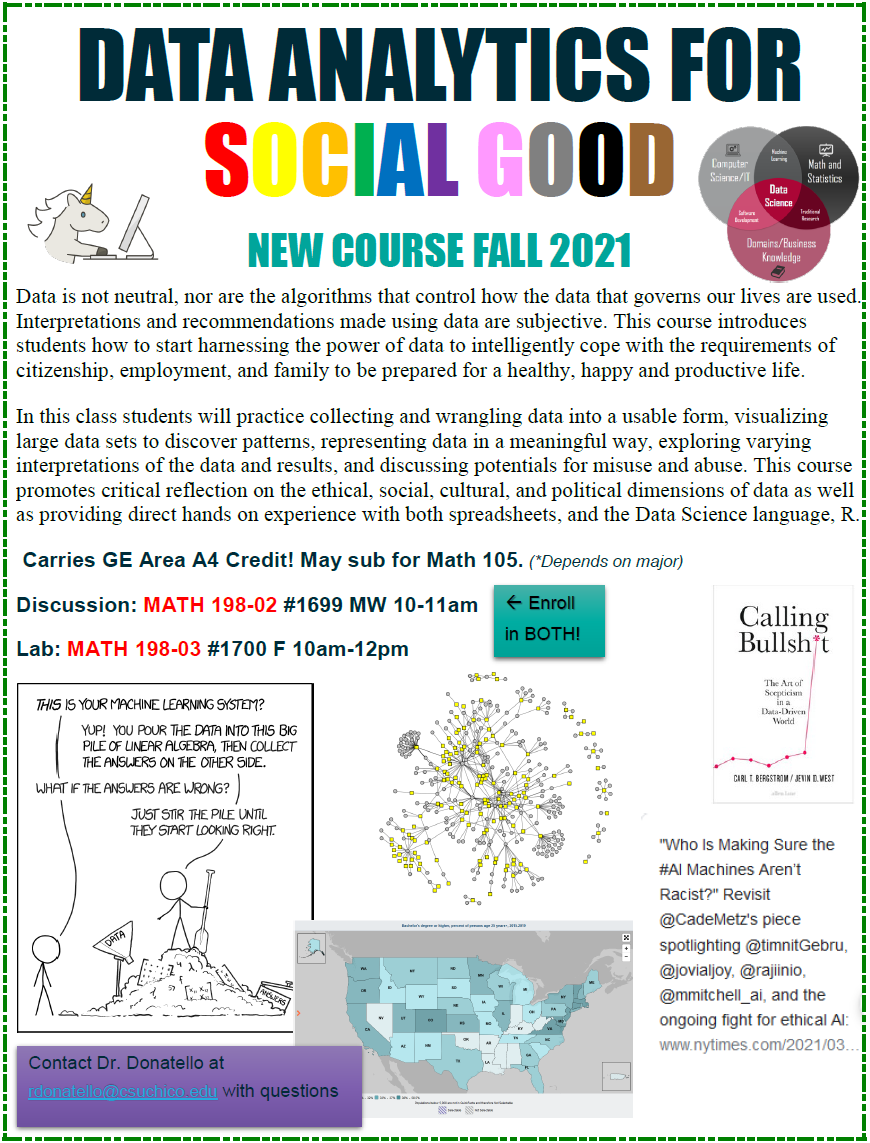 DATA ANALYTICS FOR
SOCIAL GOOD
NEW COURSE FALL 2021
Computer
Science/IT
Machine
Learning
Math and
Statistics
Data
Science
Software
Development
Traditional
Research
Domains/Business
Knowledge
Data is not neutral, nor are the algorithms that control how the data that governs our lives are used.
Interpretations and recommendations made using data are subjective. This course introduces
students how to start harnessing the power of data to intelligently cope with the requirements of
citizenship, employment, and family to be prepared for a healthy, happy and productive life.
In this class students will practice collecting and wrangling data into a usable form, visualizing
large data sets to discover patterns, representing data in a meaningful way, exploring varying
interpretations of the data and results, and discussing potentials for misuse and abuse. This course
promotes critical reflection on the ethical, social, cultural, and political dimensions of data as well
as providing direct hands on experience with both spreadsheets, and the Data Science language, R.
Carries GE Area A4 Credit! May sub for Math 105. (*Depends on major)
Discussion: MATH 198-02 #1699 MW 10-11am
← Enroll
in BOTH!
Lab: MATH 198-03 #1700 F 10am-12pm
Calling
Bullsh*t
The Art of
Scepticism
in a
Data-Driven
World
CARL T. BERGSTROM / JEVIN D. WEST
THIS IS YOUR MACHINE LEARNING SYSTEM?
YUP! YOU POUR THE DATA INTO THIS BIG
PILE OF LINEAR ALGEBRA, THEN COLLECT
THE ANSWERS ON THE OTHER SIDE.
WHAT IF THE ANSWERS ARE WRONG?
JUST STIR THE PILE UNTIL
THEY START LOOKING RIGHT.
DATA
ANSWERS
"Who Is Making Sure the
#AI Machines Aren't
Racist?" Revisit
@CadeMetz's piece
spotlighting @timnitGebru,
@jovialjoy, @rajiinio,
@mmitchell_ai, and the
ongoing fight for ethical AI:
www.nytimes.com/2021/03...
Bachelor's degree or higher, percent of persons age 25 years+, 2015-2019
Contact Dr. Donatello at
rdonatello@csuchico.edu with questions